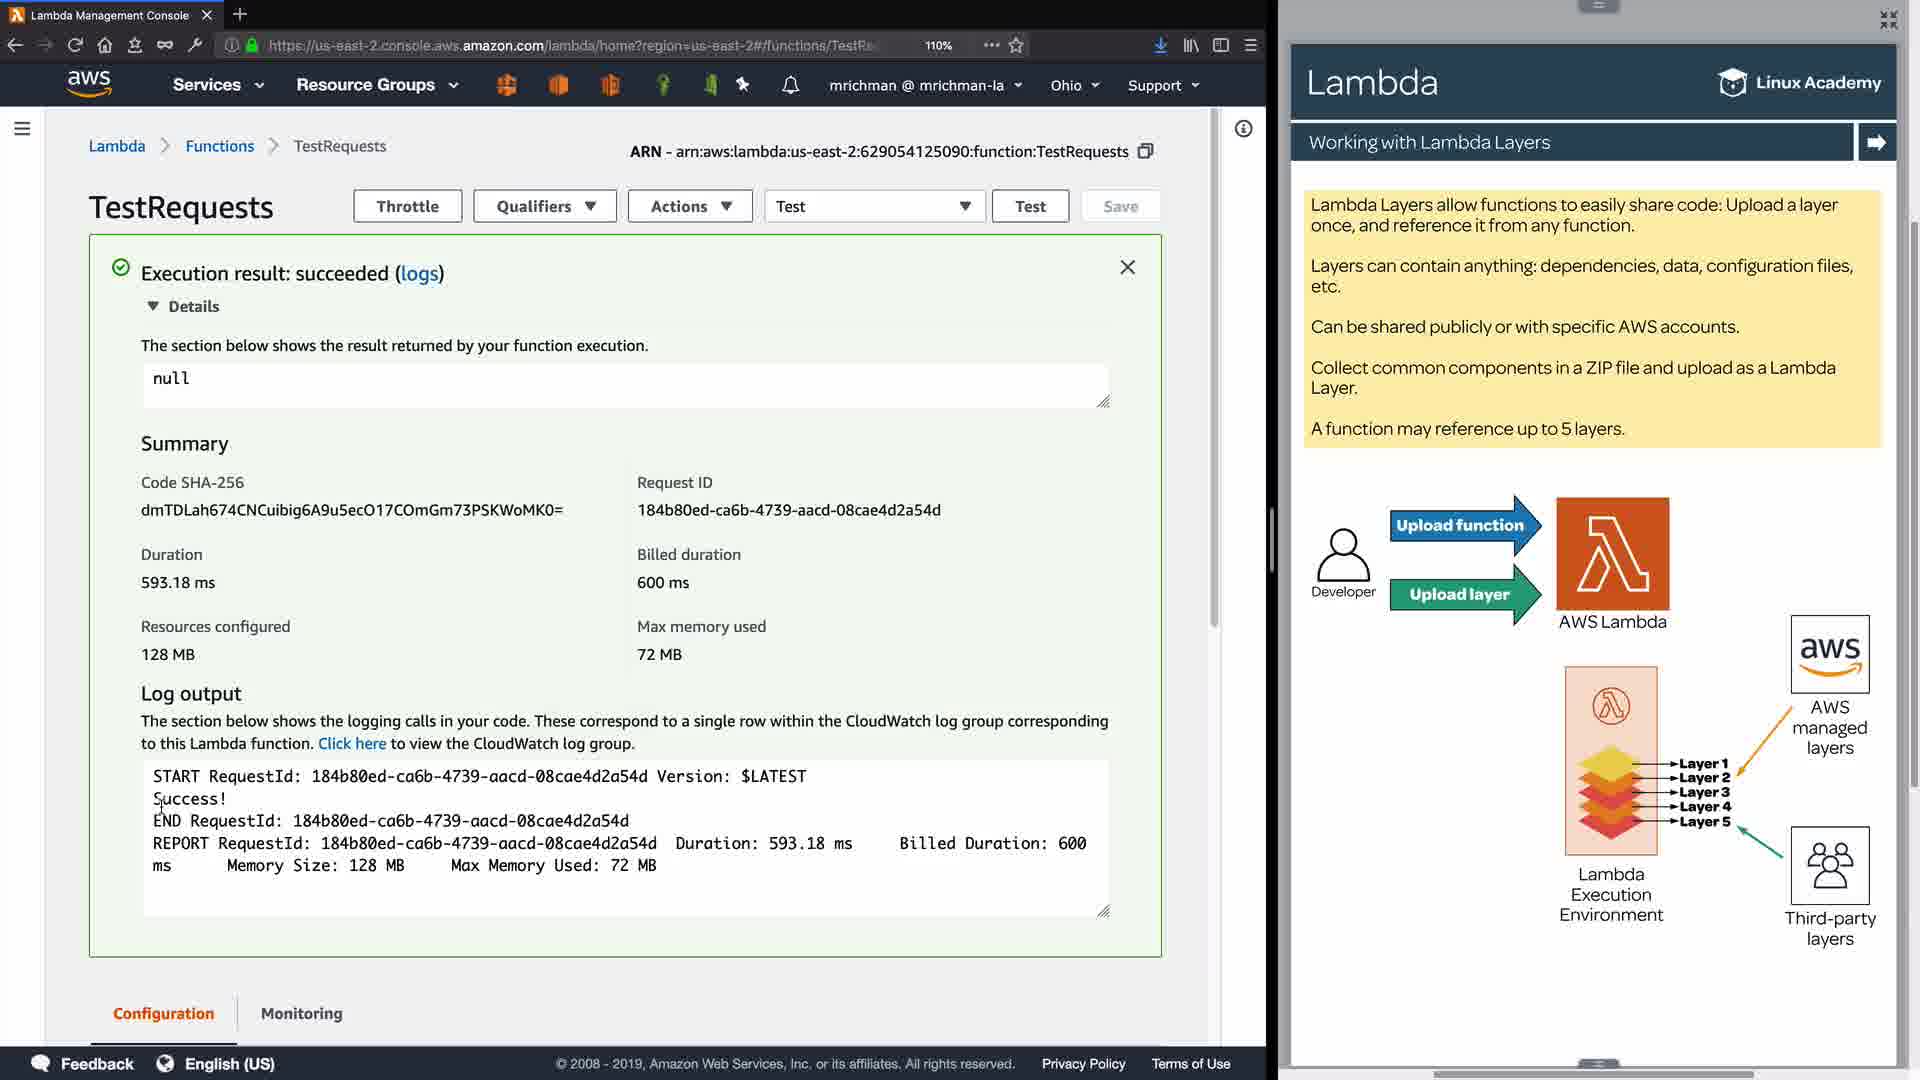 Lambda Management Console
https://us-east-2.console.aws.amazon.com/lambda/home?region=us-east-2#/functions/TestRe
110%
aws
Services
Resource Groups
mrichman @ mrichman-la
Ohio
Support
Lambda
Functions
TestRequests
ARN - arn:aws:lambda:us-east-2:629054125090:function:TestRequests
TestRequests
Throttle
Qualifiers
Actions
Test
Test
Save
Execution result: succeeded (logs)
Details
The section below shows the result returned by your function execution.
null
Summary
Code SHA-256
dmTDLah674CNCuibig6A9u5ecO17COmGm73PSKWoMK0=
Request ID
184b80ed-ca6b-4739-aacd-08cae4d2a54d
Duration
593.18 ms
Billed duration
600 ms
Resources configured
128 MB
Max memory used
72 MB
Log output
The section below shows the logging calls in your code. These correspond to a single row within the CloudWatch log group corresponding
to this Lambda function. Click here to view the CloudWatch log group.
START RequestId: 184b80ed-ca6b-4739-aacd-08cae4d2a54d Version: $LATEST
Success!
END RequestId: 184b80ed-ca6b-4739-aacd-08cae4d2a54d
REPORT RequestId: 184b80ed-ca6b-4739-aacd-08cae4d2a54d Duration: 593.18 ms Billed Duration: 600
ms Memory Size: 128 MB Max Memory Used: 72 MB
Configuration
Monitoring
Feedback
English (US)
© 2008 - 2019, Amazon Web Services, Inc. or its affiliates. All rights reserved.
Privacy Policy
Terms of Use
Lambda
Linux Academy
Working with Lambda Layers
Lambda Layers allow functions to easily share code: Upload a layer
once, and reference it from any function.
Layers can contain anything: dependencies, data, configuration files,
etc.
Can be shared publicly or with specific AWS accounts.
Collect common components in a ZIP file and upload as a Lambda
Layer.
A function may reference up to 5 layers.
Upload function
Upload layer
Developer
AWS Lambda
aws
AWS
managed
layers
Layer 1
Layer 2
Layer 3
Layer 4
Layer 5
Lambda
Execution
Environment
Third-party
layers